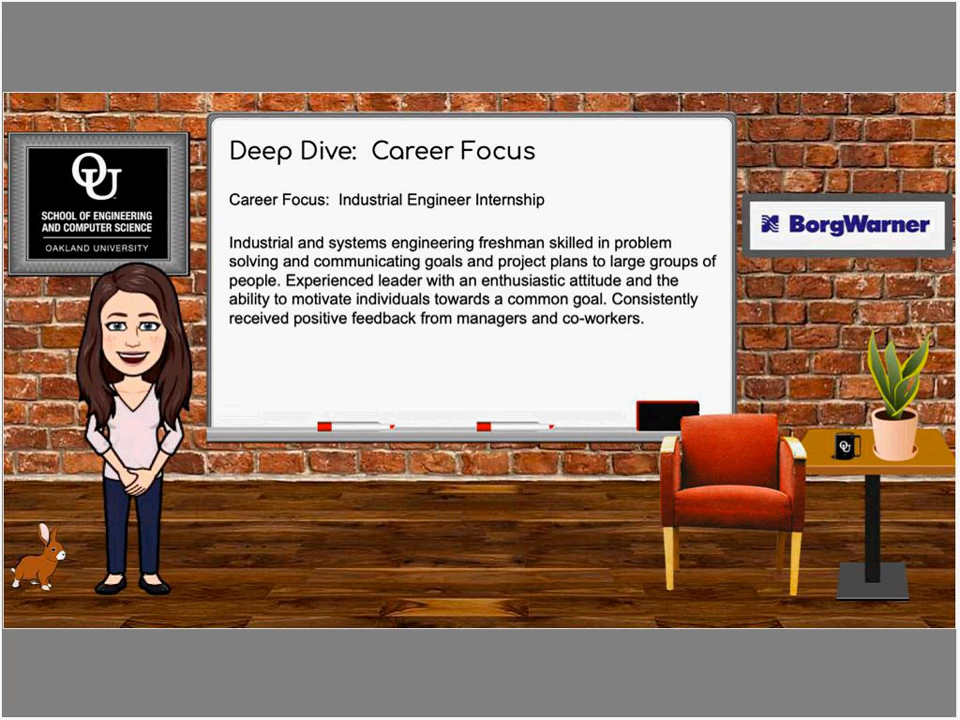 Deep Dive: Career Focus
Career Focus: Industrial Engineer Internship
Industrial and systems engineering freshman skilled in problem
solving and communicating goals and project plans to large groups of
people. Experienced leader with an enthusiastic attitude and the
ability to motivate individuals towards a common goal. Consistently
received positive feedback from managers and co-workers.
OU
SCHOOL OF ENGINEERING
AND COMPUTER SCIENCE
OAKLAND UNIVERSITY
BorgWarner
OU